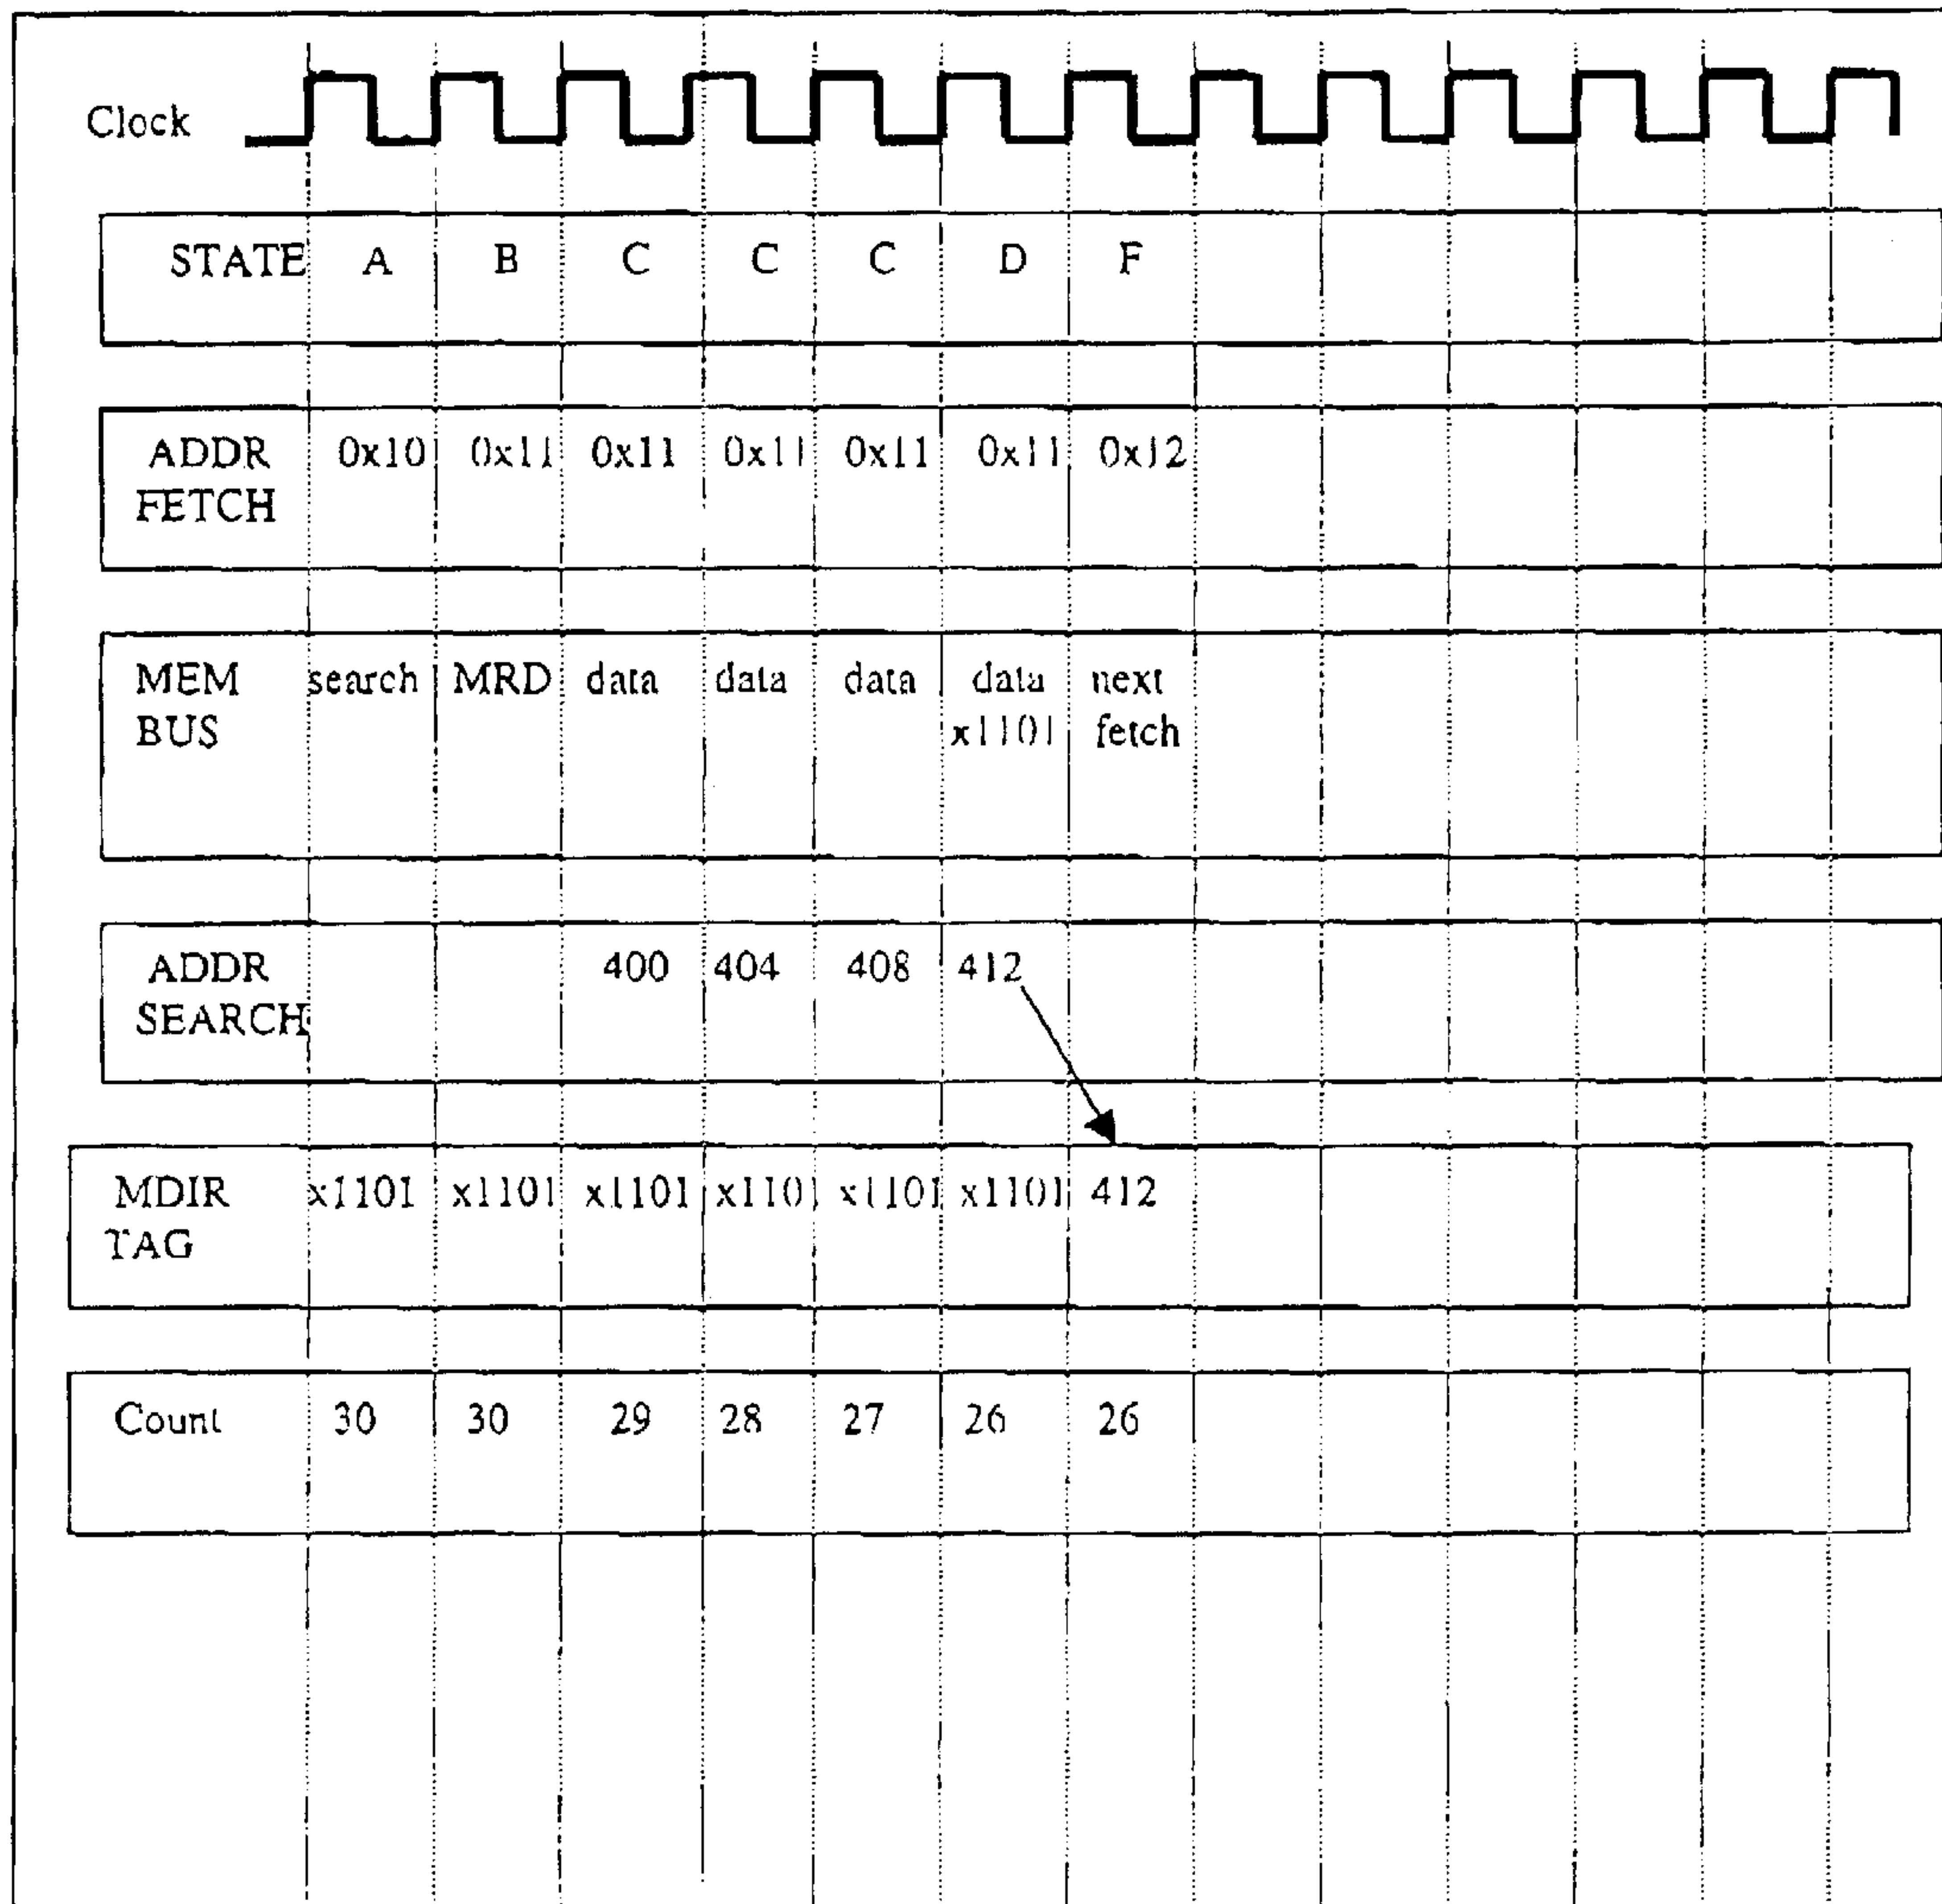 Clock
STATE A B C C C D F
ADDR 0x10 0x11 0x11 0x11 0x11 0x11 0x12
FETCH
MEM search MRD data data data data next
BUS x1101 fetch
ADDR 400 404 408 412
SEARCH
MDIR x1101 x1101 x1101 x1101 x1101 x1101 412
TAG
Count 30 30 29 28 27 26 26